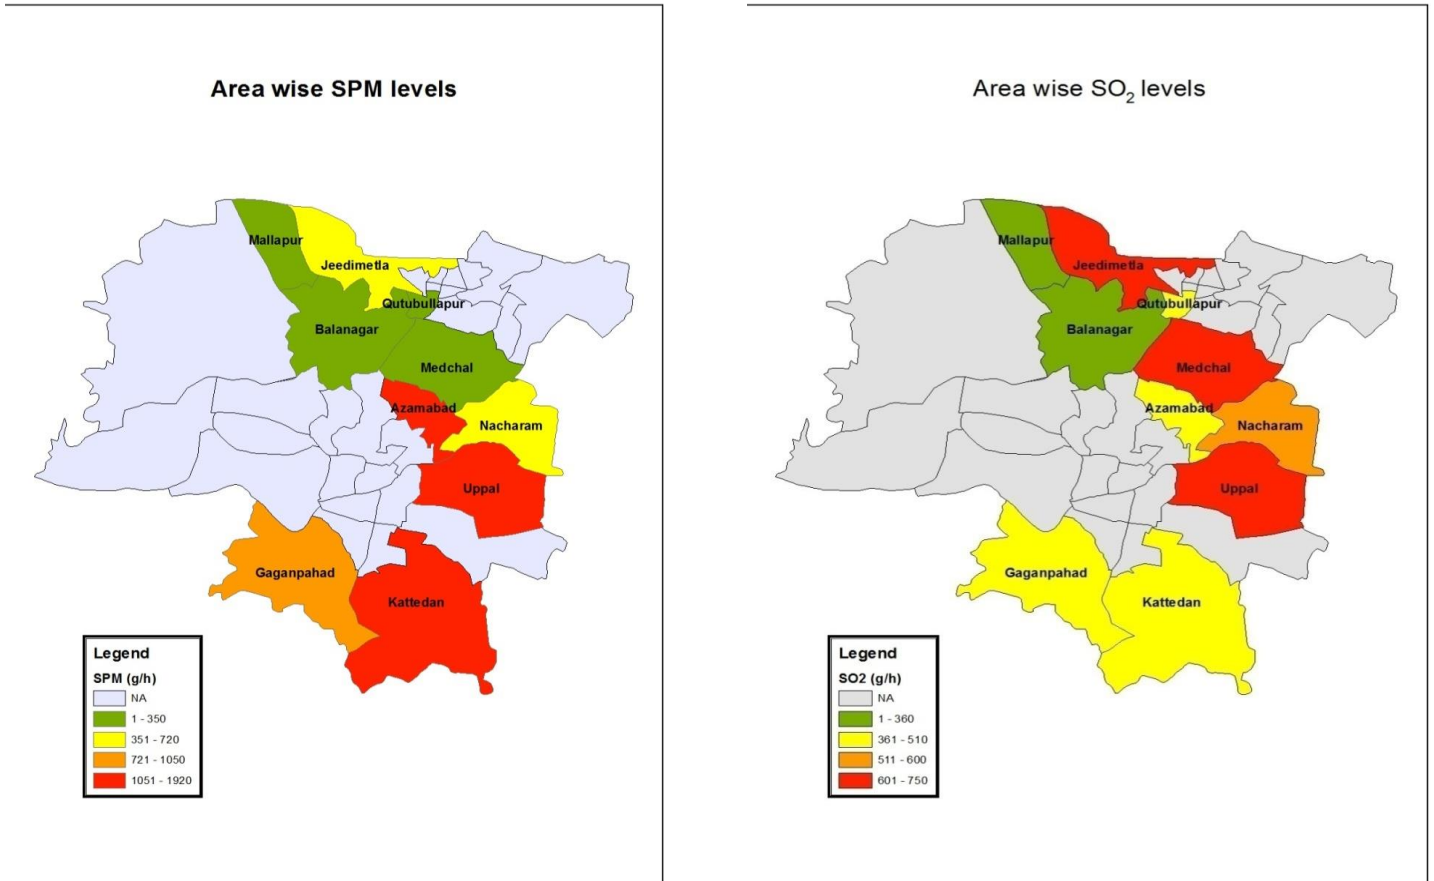 Area wise SPM levels
Mallapur
Jeedimetla
Qutubullapur
Balanagar
Medchal
Azamabad
Nacharam
Uppal
Gaganpahad
Kattedan
Legend
SPM (g/h)
NA
1 - 350
351 - 720
721 - 1050
1051 - 1920
Area wise SO2 levels
Mallapur
Jeedimetla
Qutubullapur
Balanagar
Medchal
Azamabad
Nacharam
Uppal
Gaganpahad
Kattedan
Legend
SO2 (g/h)
NA
1 - 360
361 - 510
511 - 600
601 - 750